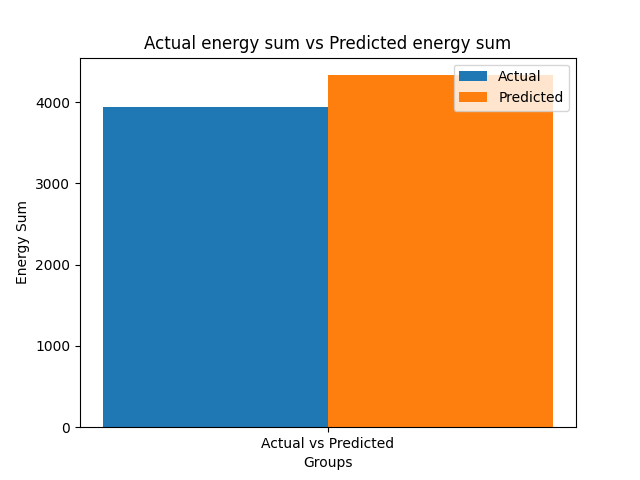 Actual energy sum vs Predicted energy sum
Actual
Predicted
4000
3000
2000
1000
0
Energy Sum
Actual vs Predicted
Groups